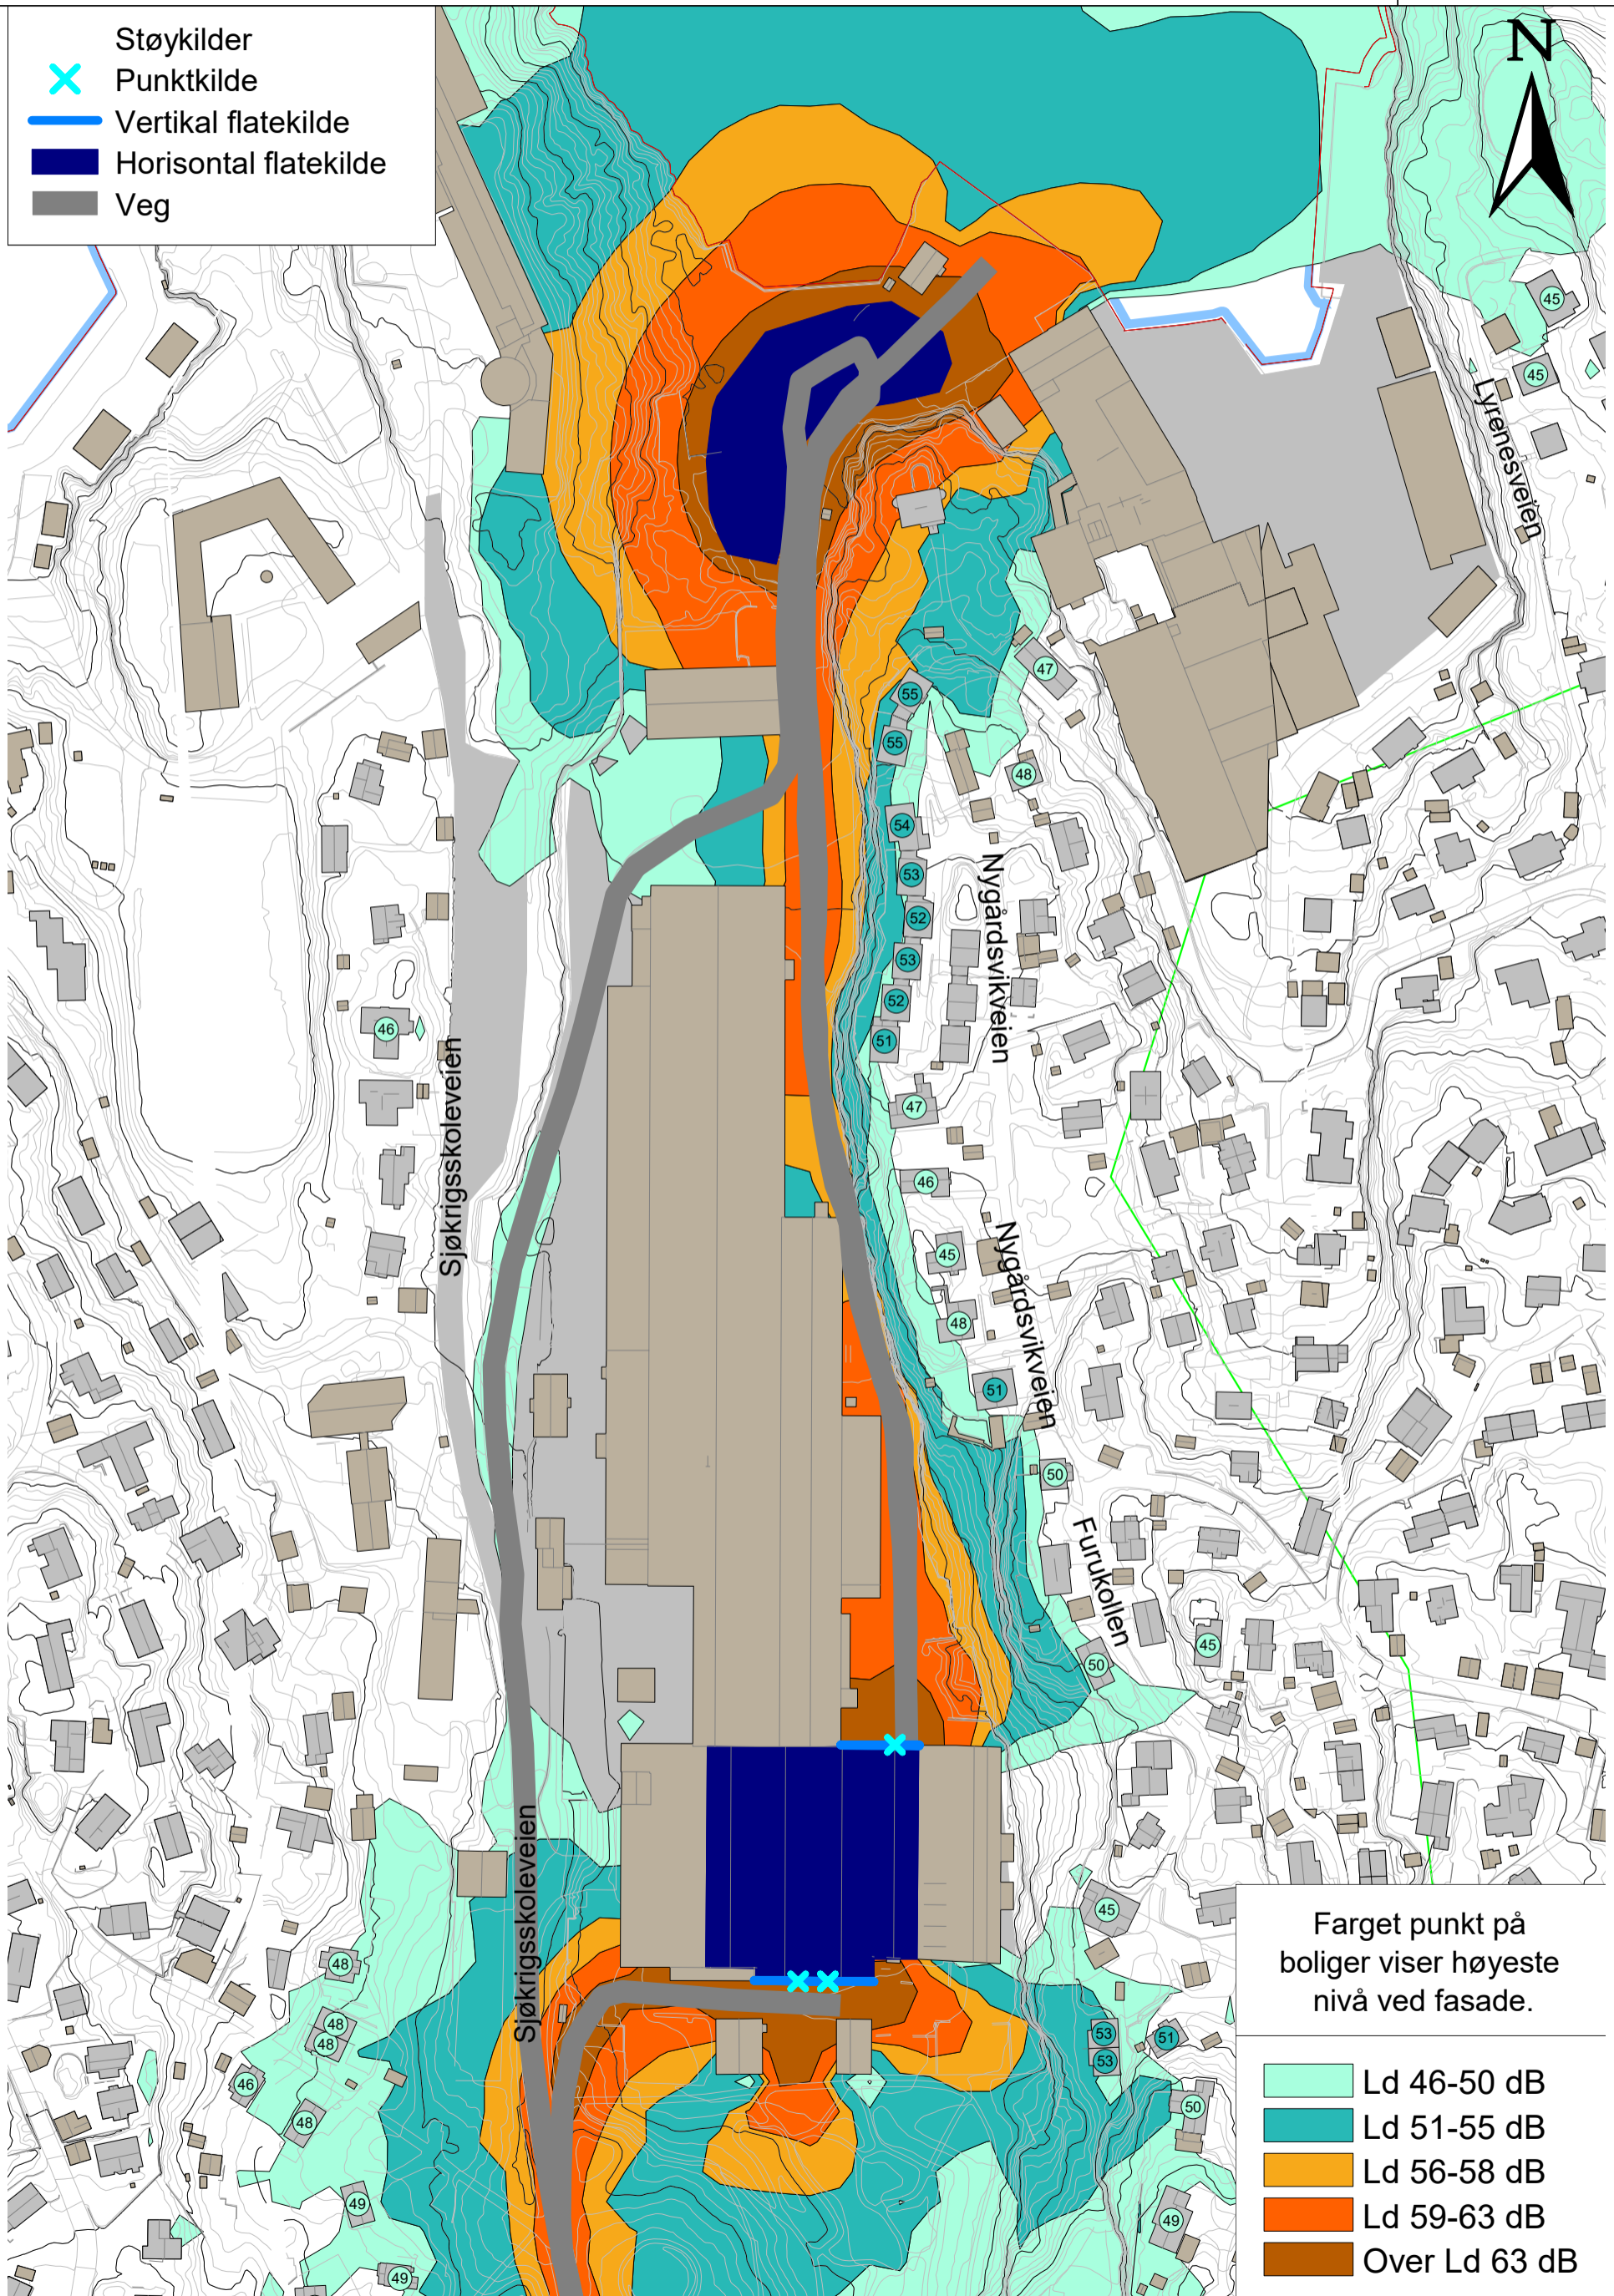 Støykilder
Punktkilde
Vertikal flatekilde
Horisontal flatekilde
Veg
N
45
45
Lyrenesveien
47
55
55
48
54
53
52
53
52
51
Nygårdsvikveien
46
Sjøkrigsskoleveien
47
46
45
48
Nygårdsvikveien
51
50
Furukollen
45
50
Sjøkrigsskoleveien
45
48
48
48
46
48
49
49
53
53
51
50
49
Farget punkt på
boliger viser høyeste
nivå ved fasade.
Ld 46-50 dB
Ld 51-55 dB
Ld 56-58 dB
Ld 59-63 dB
Over Ld 63 dB